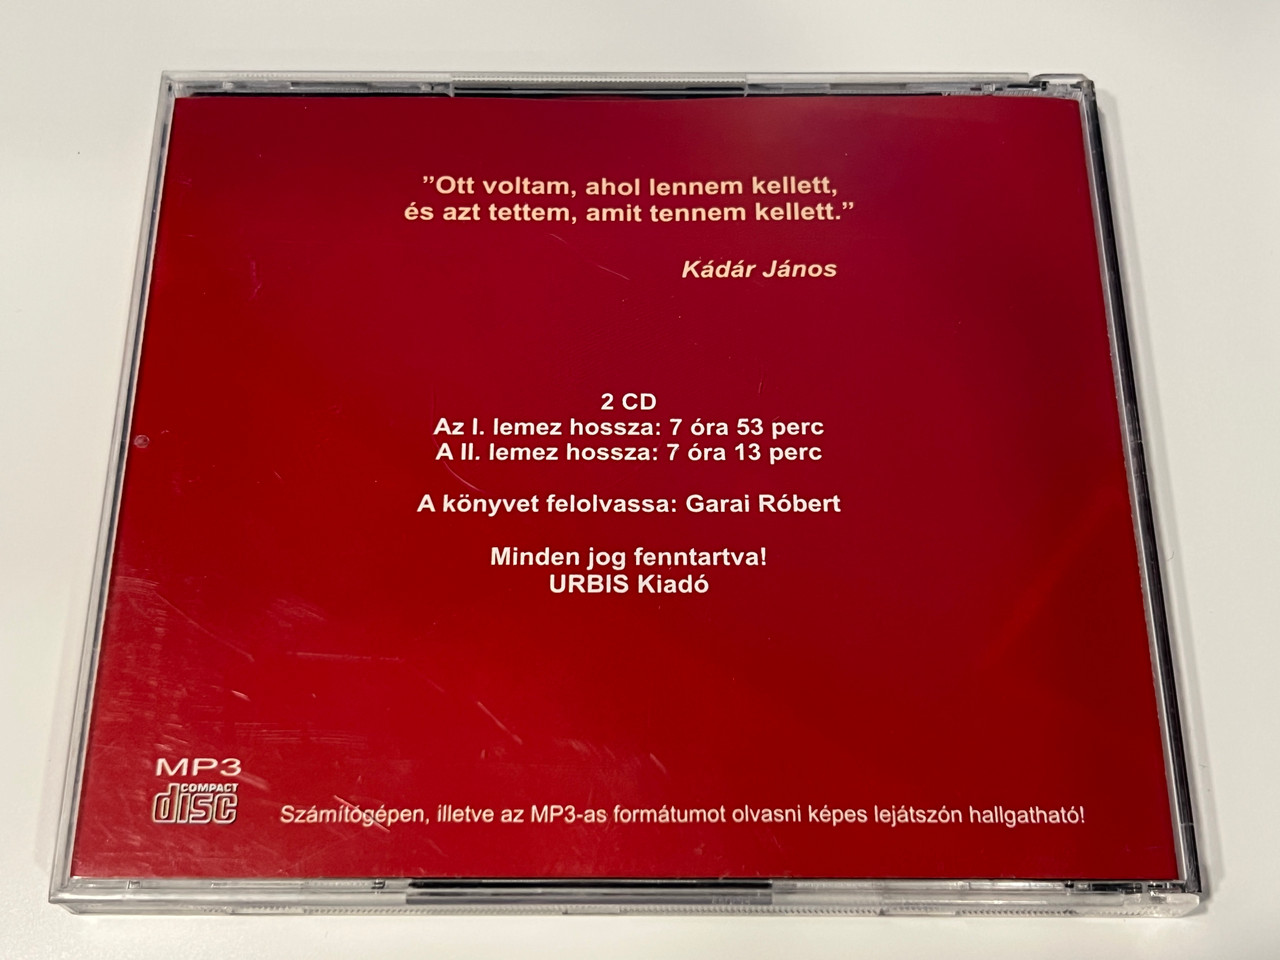 ”Ott voltam, ahol lennem kellett,
és azt tettem, amit tennem kellett.”
Kádár János
2 CD
Az I. lemez hossza: 7 óra 53 perc
A II. lemez hossza: 7 óra 13 perc
A könyvet felolvassa: Garai Róbert
Minden jog fenntartva!
URBIS Kiadó
MP3
COMPACT
disc
Számítógépen, illetve az MP3-as formátumot olvasni képes lejátszón hallgatható!